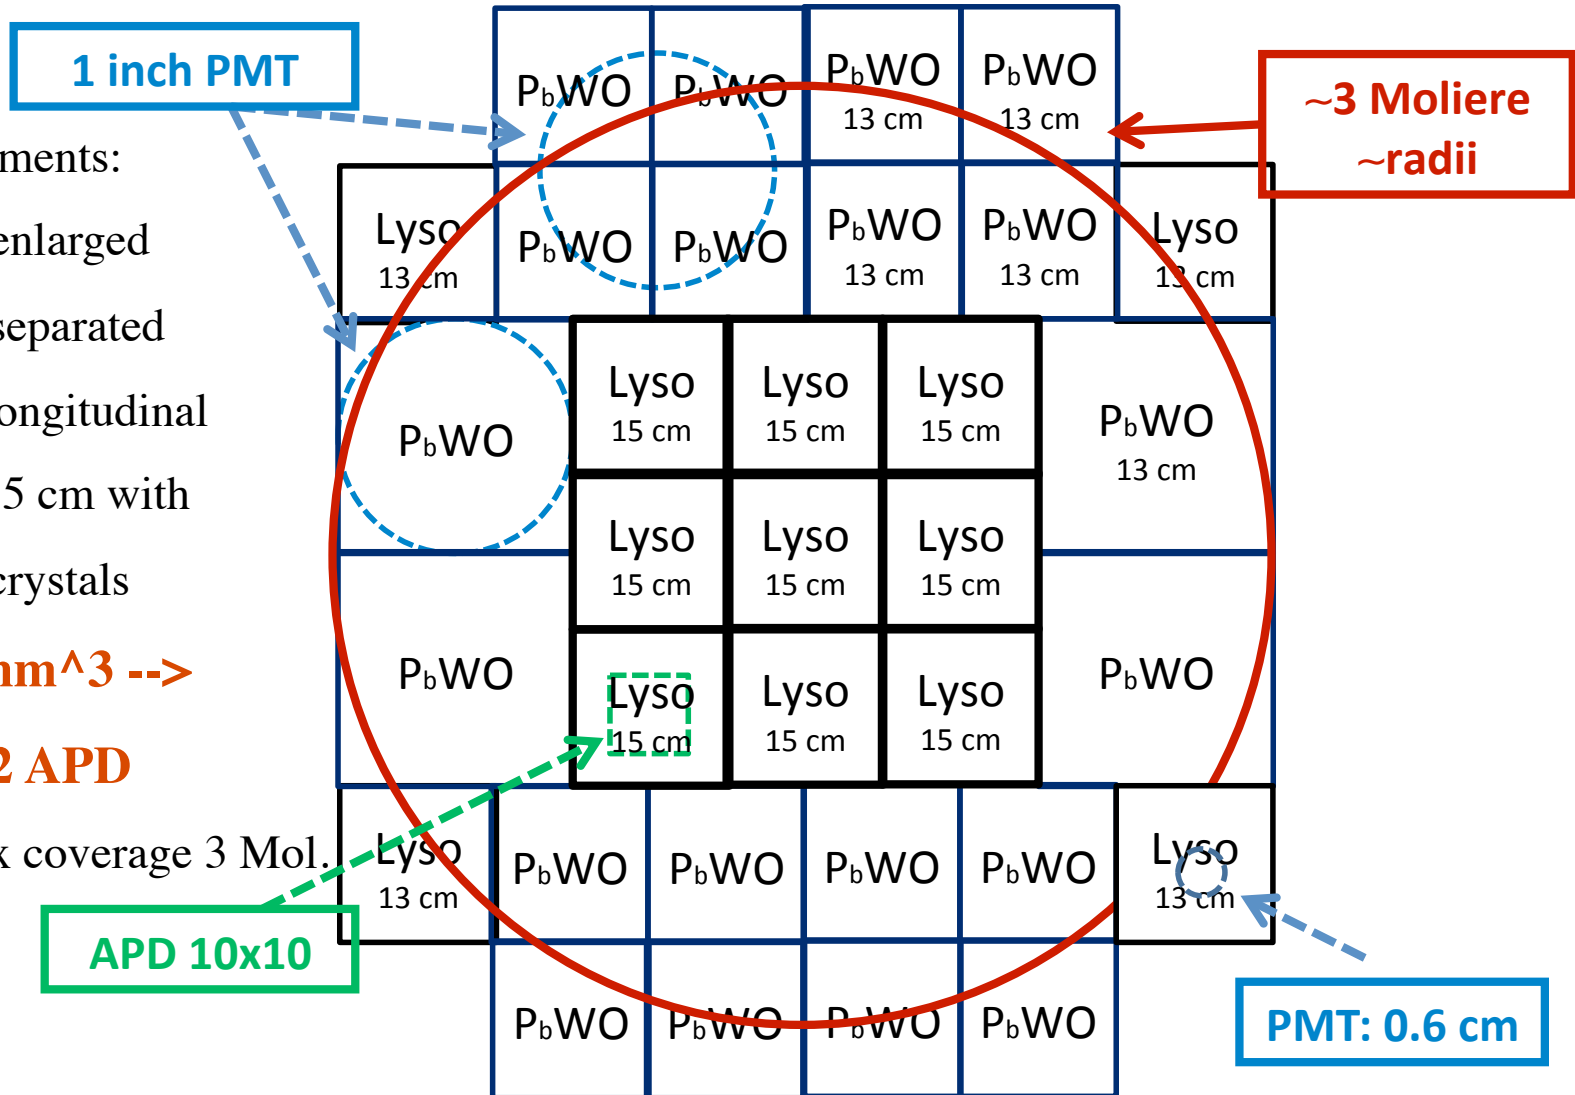 1 inch PMT
~3 Moliere
~radii
ments:
enlarged
separated
ongitudinal
5 cm with
crystals
m^3 -->
2 APD
x coverage 3 Mol.
APD 10x10
PMT: 0.6 cm
PbWO PbWO PbWO PbWO
13 cm 13 cm
Lyso PbWO PbWO PbWO PbWO Lyso
13 cm 13 cm 13 cm 13 cm
PbWO Lyso Lyso Lyso PbWO
15 cm 15 cm 15 cm 13 cm
Lyso Lyso Lyso
15 cm 15 cm 15 cm
PbWO Lyso Lyso Lyso PbWO
15 cm 15 cm 15 cm
Lyso PbWO PbWO PbWO PbWO Lyso
13 cm 13 cm
PbWO PbWO PbWO PbWO